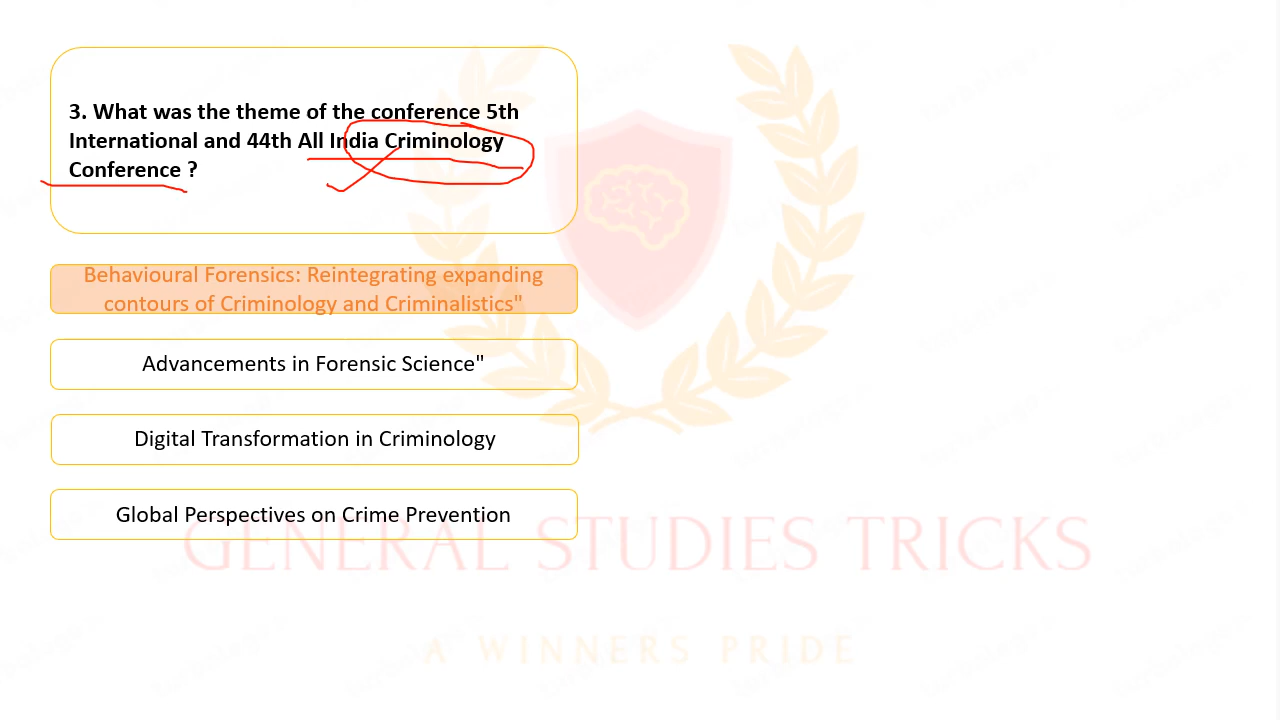 3. What was the theme of the conference 5th
International and 44th All India Criminology
Conference ?
Behavioural Forensics: Reintegrating expanding
contours of Criminology and Criminalistics"
Advancements in Forensic Science"
Digital Transformation in Criminology
Global Perspectives on Crime Prevention
GENERAL STUDIES TRICKS
A WINNERS PRIDE